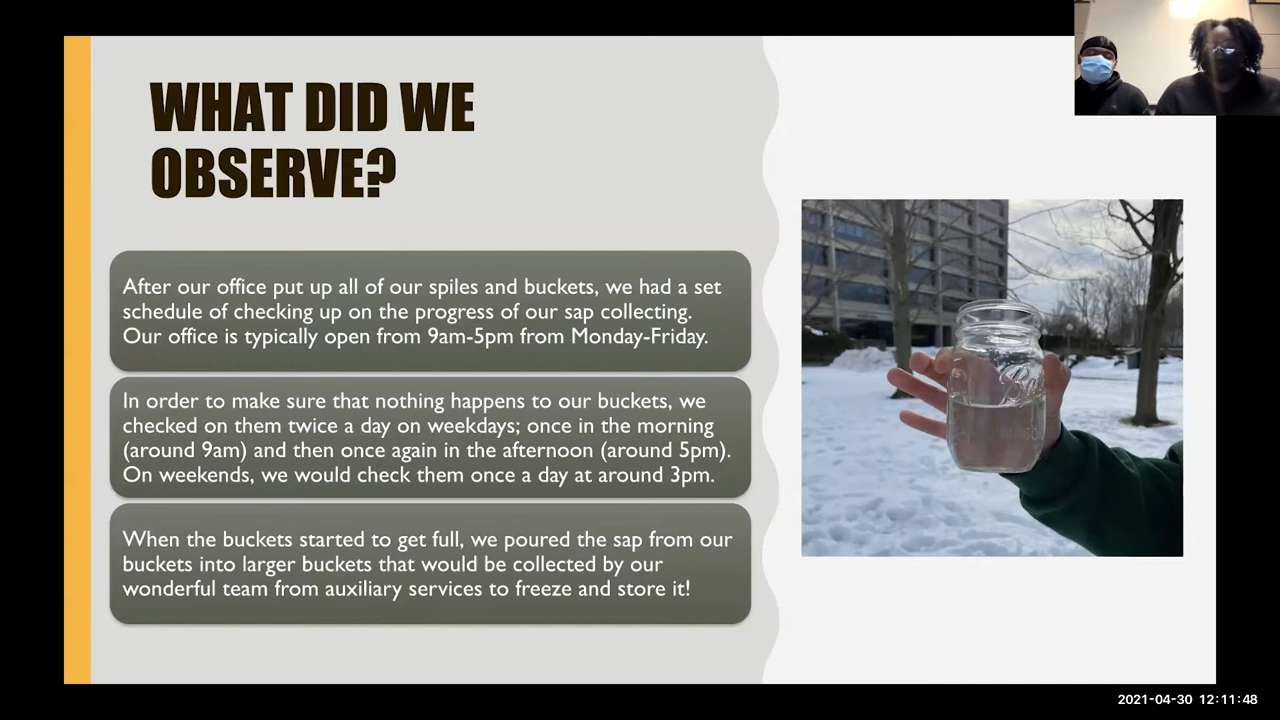 WHAT DID WE
OBSERVE?
After our office put up all of our spiles and buckets, we had a set
schedule of checking up on the progress of our sap collecting.
Our office is typically open from 9am-5pm from Monday-Friday.
In order to make sure that nothing happens to our buckets, we
checked on them twice a day on weekdays; once in the morning
(around 9am) and then once again in the afternoon (around 5pm).
On weekends, we would check them once a day at around 3pm.
When the buckets started to get full, we poured the sap from our
buckets into larger buckets that would be collected by our
wonderful team from auxiliary services to freeze and store it!
2021-04-30 12:11:48